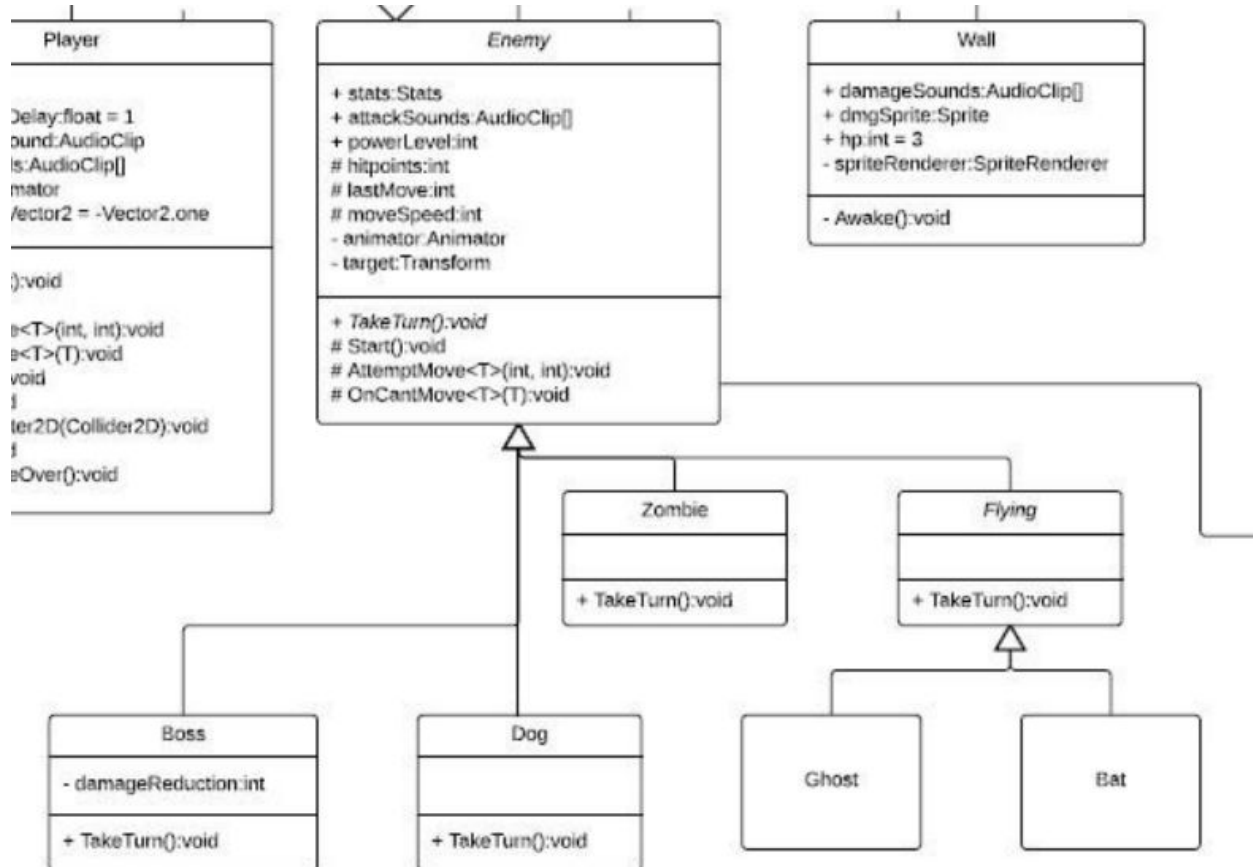 Player
Delay:float = 1
ound:AudioClip
ls:AudioClip[]
mator
Vector2 = -Vector2.one
):void
e<T>(int, int):void
e<T>(T):void
void
ter2D(Collider2D):void
eOver():void
Enemy
+ stats:Stats
+ attackSounds:AudioClip[]
+ powerLevel:int
# hitpoints:int
# lastMove:int
# moveSpeed:int
- animator:Animator
- target:Transform
+ TakeTurn():void
# Start():void
# AttemptMove<T>(int, int):void
# OnCantMove<T>(T):void
Wall
+ damageSounds:AudioClip[]
+ dmgSprite:Sprite
+ hp:int = 3
- spriteRenderer:SpriteRenderer
- Awake():void
Zombie
+ TakeTurn():void
Flying
+ TakeTurn():void
Boss
- damageReduction:int
+ TakeTurn():void
Dog
+ TakeTurn():void
Ghost
Bat